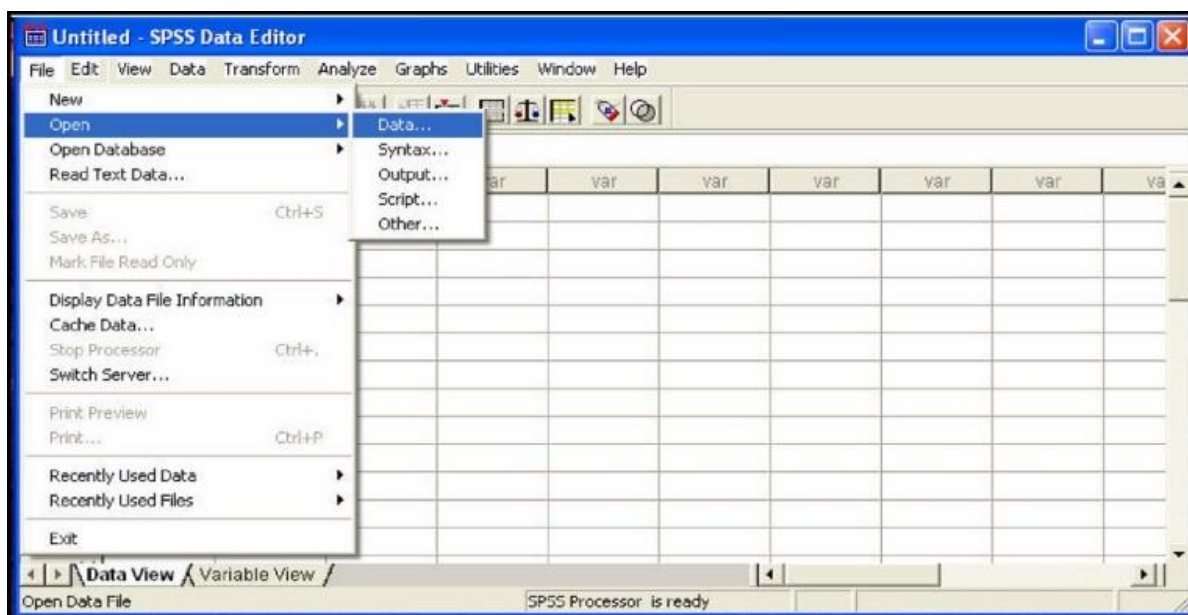 Untitled - SPSS Data Editor
File Edit View Data Transform Analyze Graphs Utilities Window Help
New
Open
Data...
Open Database
Syntax...
Read Text Data...
Output...
var var var var var
Script...
Save Ctrl+S
Other...
Save As...
Mark File Read Only
Display Data File Information
Cache Data...
Stop Processor Ctrl+.
Switch Server...
Print Preview
Print... Ctrl+P
Recently Used Data
Recently Used Files
Exit
Data View Variable View
Open Data File SPSS Processor is ready